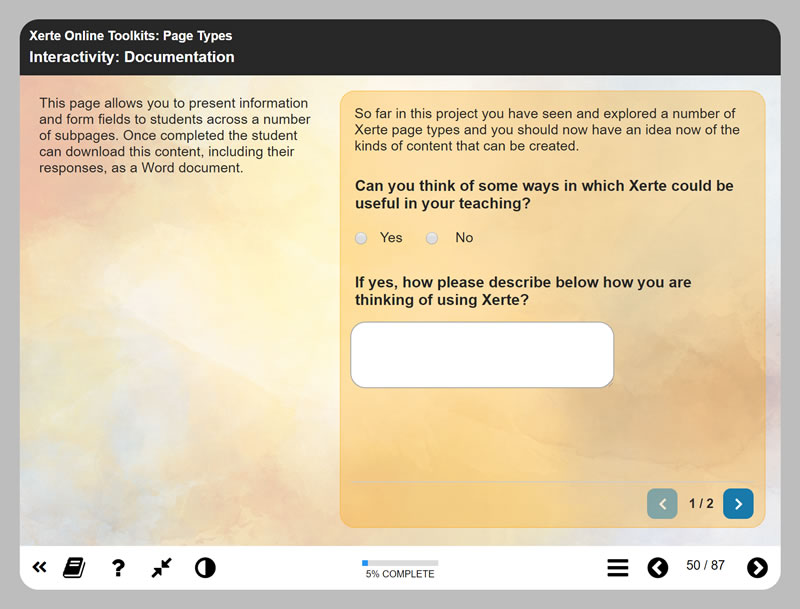 Xerte Online Toolkits: Page Types
Interactivity: Documentation
This page allows you to present information
and form fields to students across a number
of subpages. Once completed the student
can download this content, including their
responses, as a Word document.
So far in this project you have seen and explored a number of
Xerte page types and you should now have an idea now of the
kinds of content that can be created.
Can you think of some ways in which Xerte could be
useful in your teaching?
Yes No
If yes, how please describe below how you are
thinking of using Xerte?
1 / 2
5% COMPLETE
50 / 87